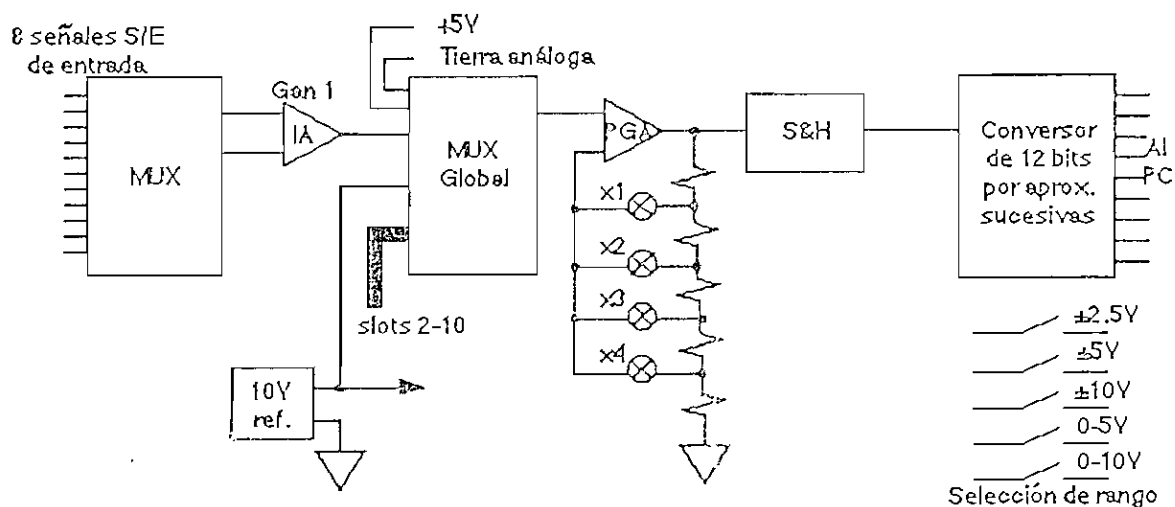 8 señales S/E
de entrada
MUX
Gan 1
IA
+5V
Tierra análoga
MUX
Global
slots 2-10
10V
ref.
PGA
x1
x2
x3
x4
S&H
Conversor
de 12 bits
por aprox.
sucesivas
Al
PC
±2.5V
±5V
±10V
0-5V
0-10V
Selección de rango